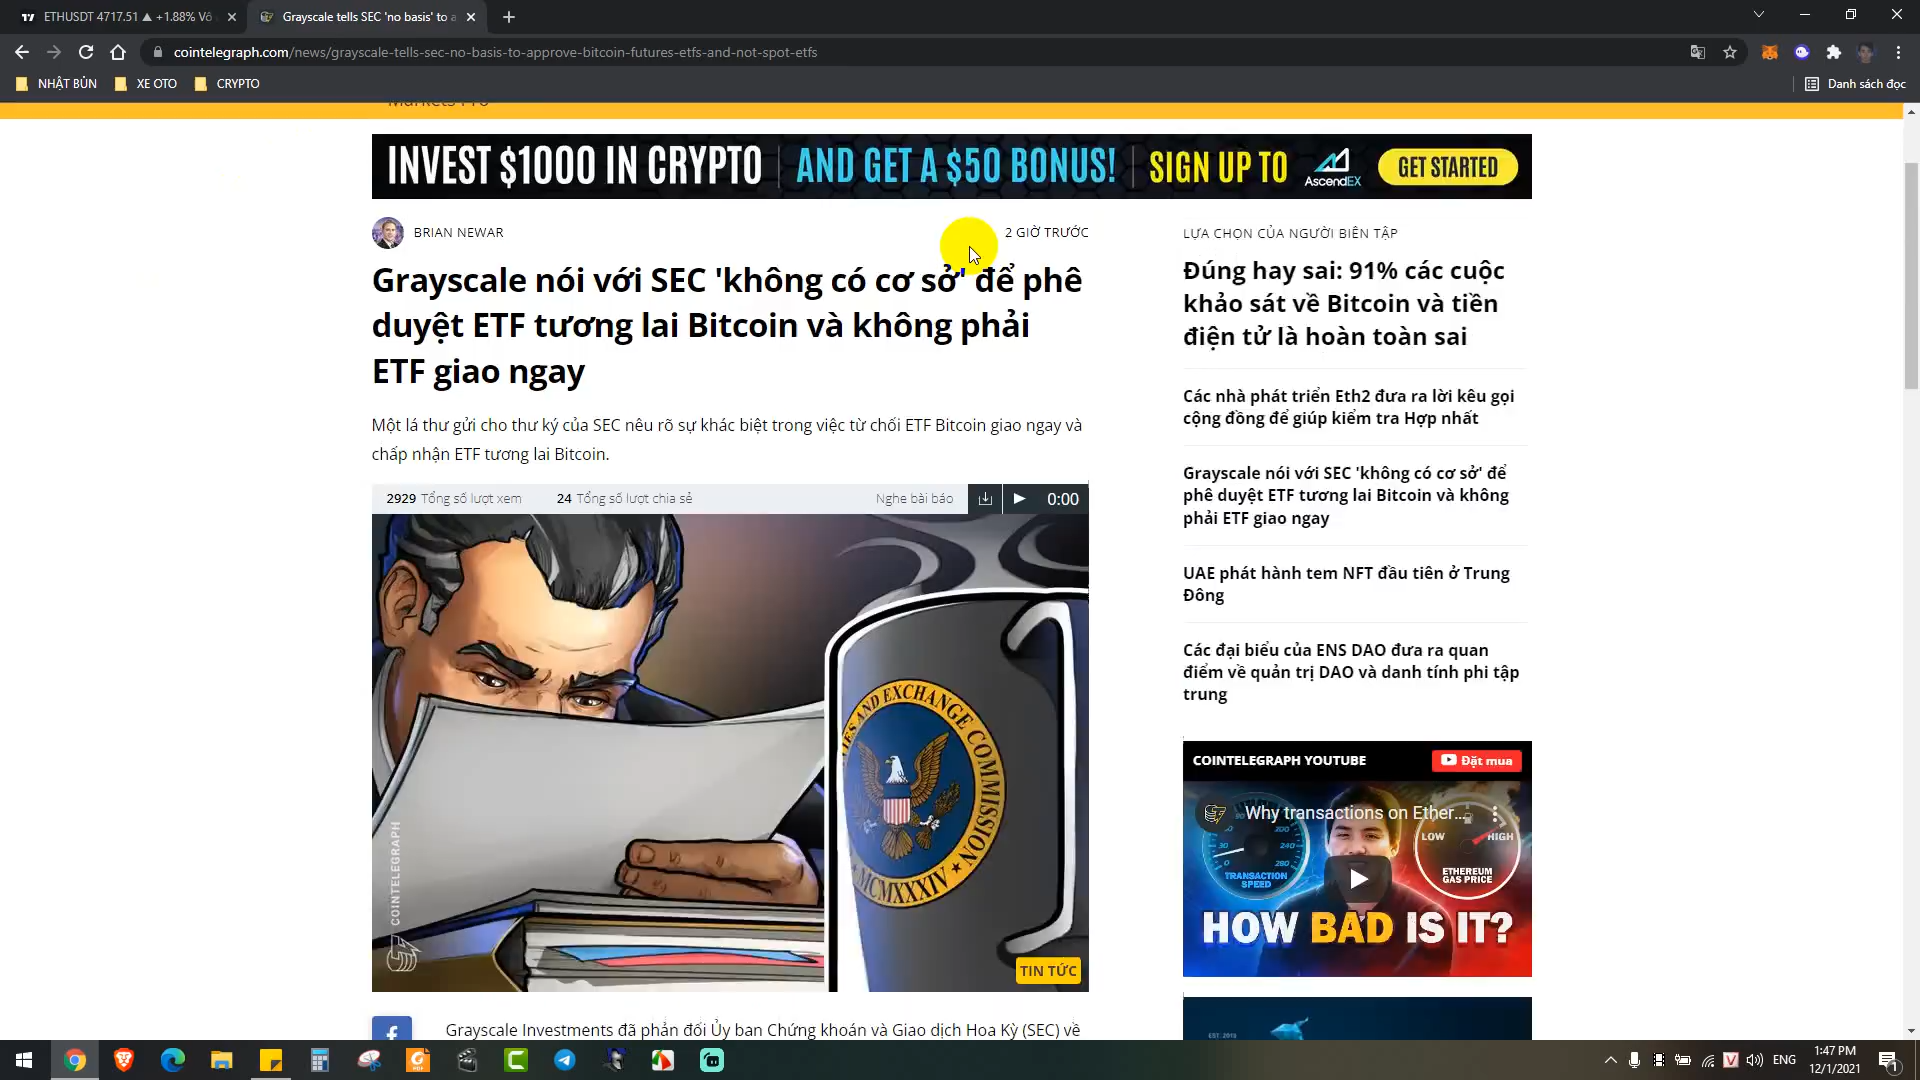 ETHUSDT 4717.51 ▲ +1.88% Vô
Grayscale tells SEC 'no basis' to a
cointelegraph.com/news/grayscale-tells-sec-no-basis-to-approve-bitcoin-futures-etfs-and-not-spot-etfs
NHẬT BỦN
XE OTO
CRYPTO
Danh sách đọc
Markets Pro
INVEST $1000 IN CRYPTO
AND GET A $50 BONUS!
SIGN UP TO
AscendEX
GET STARTED
BRIAN NEWAR
2 GIỜ TRƯỚC
Grayscale nói với SEC 'không có cơ sở' để phê
duyệt ETF tương lai Bitcoin và không phải
ETF giao ngay
Một lá thư gửi cho thư ký của SEC nêu rõ sự khác biệt trong việc từ chối ETF Bitcoin giao ngay và
chấp nhận ETF tương lai Bitcoin.
2929 Tổng số lượt xem
24 Tổng số lượt chia sẻ
Nghe bài báo
0:00
IES AND EXCHANGE COMMISSION
MCMXXXIV
COINTELEGRAPH
TIN TỨC
Grayscale Investments đã phản đối Ủy ban Chứng khoán và Giao dịch Hoa Kỳ (SEC) về
LỰA CHỌN CỦA NGƯỜI BIÊN TẬP
Đúng hay sai: 91% các cuộc
khảo sát về Bitcoin và tiền
điện tử là hoàn toàn sai
Các nhà phát triển Eth2 đưa ra lời kêu gọi
cộng đồng để giúp kiểm tra Hợp nhất
Grayscale nói với SEC 'không có cơ sở' để
phê duyệt ETF tương lai Bitcoin và không
phải ETF giao ngay
UAE phát hành tem NFT đầu tiên ở Trung
Đông
Các đại biểu của ENS DAO đưa ra quan
điểm về quản trị DAO và danh tính phi tập
trung
COINTELEGRAPH YOUTUBE
Đặt mua
Why transactions on Ether...
TRANSACTION
SPEED
LOW
HIGH
ETHEREUM
GAS PRICE
HOW BAD IS IT?
EST. 2013
ENG
1:47 PM
12/1/2021